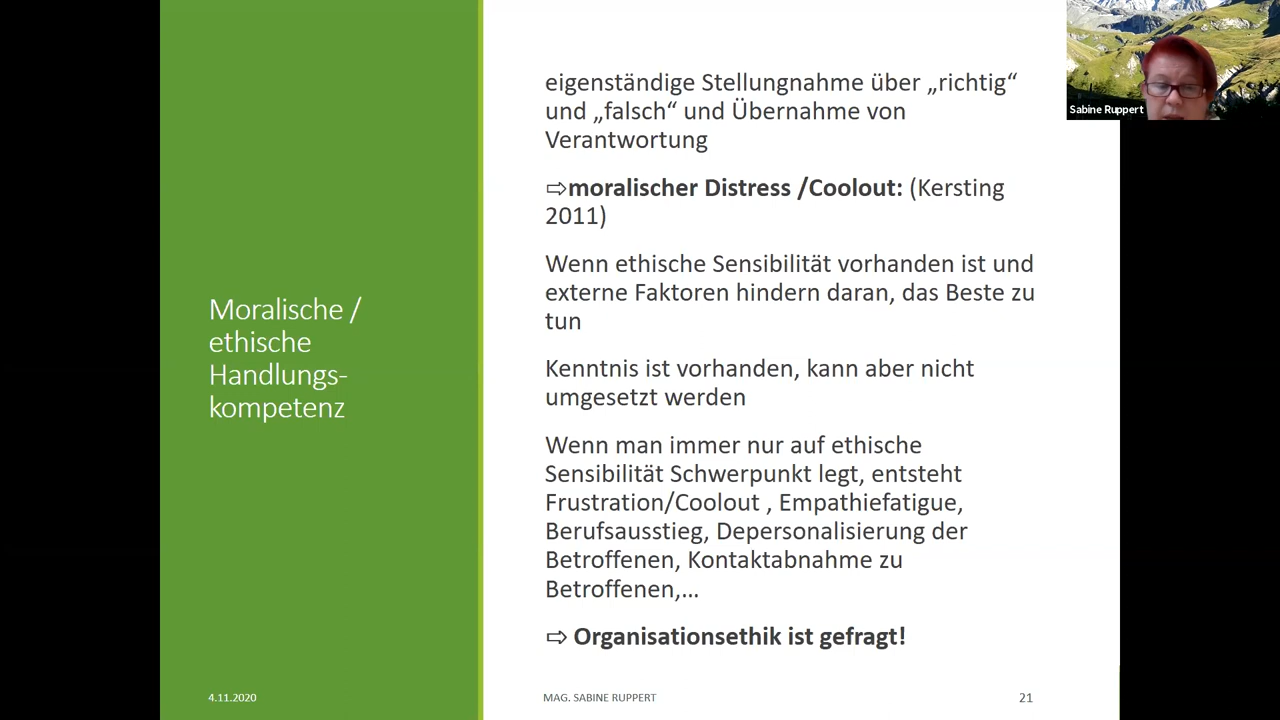 Moralische /
ethische
Handlungs-
kompetenz
eigenständige Stellungnahme über „richtig“
und „falsch“ und Übernahme von
Verantwortung
⇨moralischer Distress /Coolout: (Kersting
2011)
Wenn ethische Sensibilität vorhanden ist und
externe Faktoren hindern daran, das Beste zu
tun
Kenntnis ist vorhanden, kann aber nicht
umgesetzt werden
Wenn man immer nur auf ethische
Sensibilität Schwerpunkt legt, entsteht
Frustration/Coolout , Empathiefatigue,
Berufsausstieg, Depersonalisierung der
Betroffenen, Kontaktabnahme zu
Betroffenen,…
⇨ Organisationsethik ist gefragt!
4.11.2020
MAG. SABINE RUPPERT
21
Sabine Ruppert